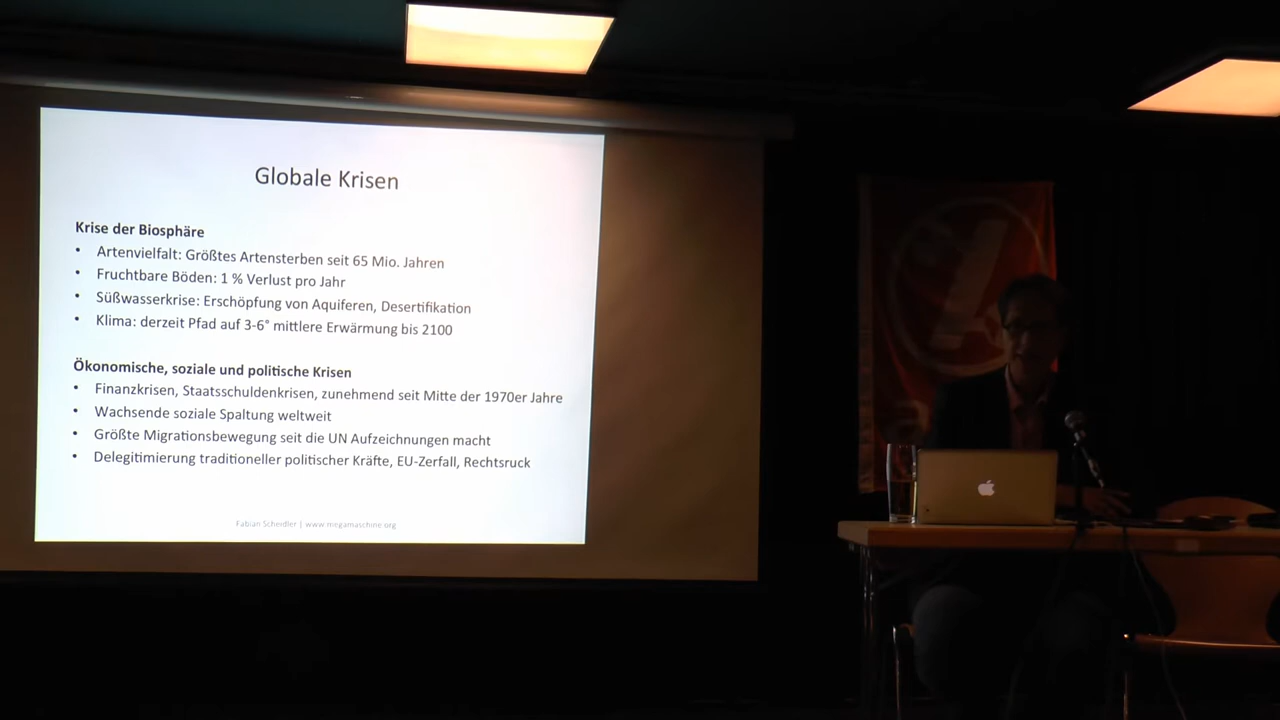 Globale Krisen
Krise der Biosphäre
• Artenvielfalt: Größtes Artensterben seit 65 Mio. Jahren
• Fruchtbare Böden: 1 % Verlust pro Jahr
• Süßwasserkrise: Erschöpfung von Aquiferen, Desertifikation
• Klima: derzeit Pfad auf 3-6° mittlere Erwärmung bis 2100
Ökonomische, soziale und politische Krisen
• Finanzkrisen, Staatsschuldenkrisen, zunehmend seit Mitte der 1970er Jahre
• Wachsende soziale Spaltung weltweit
• Größte Migrationsbewegung seit die UN Aufzeichnungen macht
• Delegitimierung traditioneller politischer Kräfte, EU-Zerfall, Rechtsruck
Fabian Scheidler | www.megamaschine.org